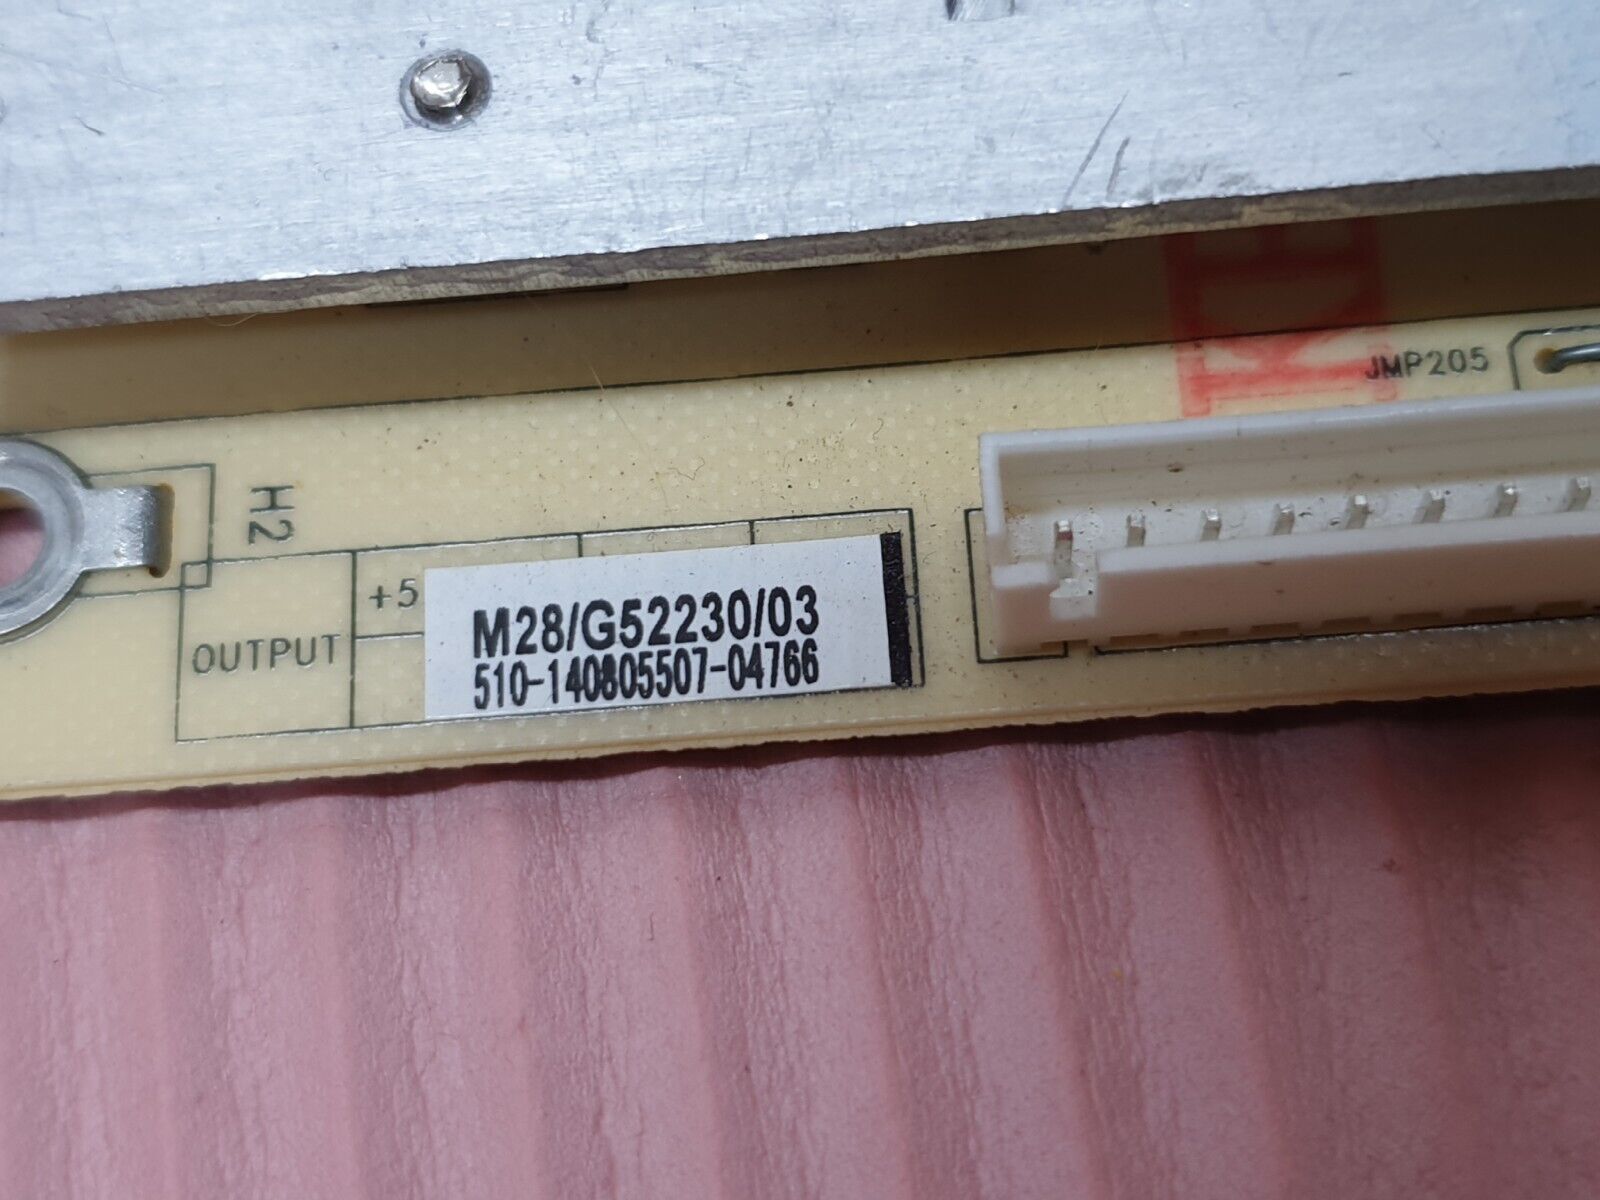 JMP205
H2
+5
OUTPUT
M28/G52230/03
510-140805507-04766